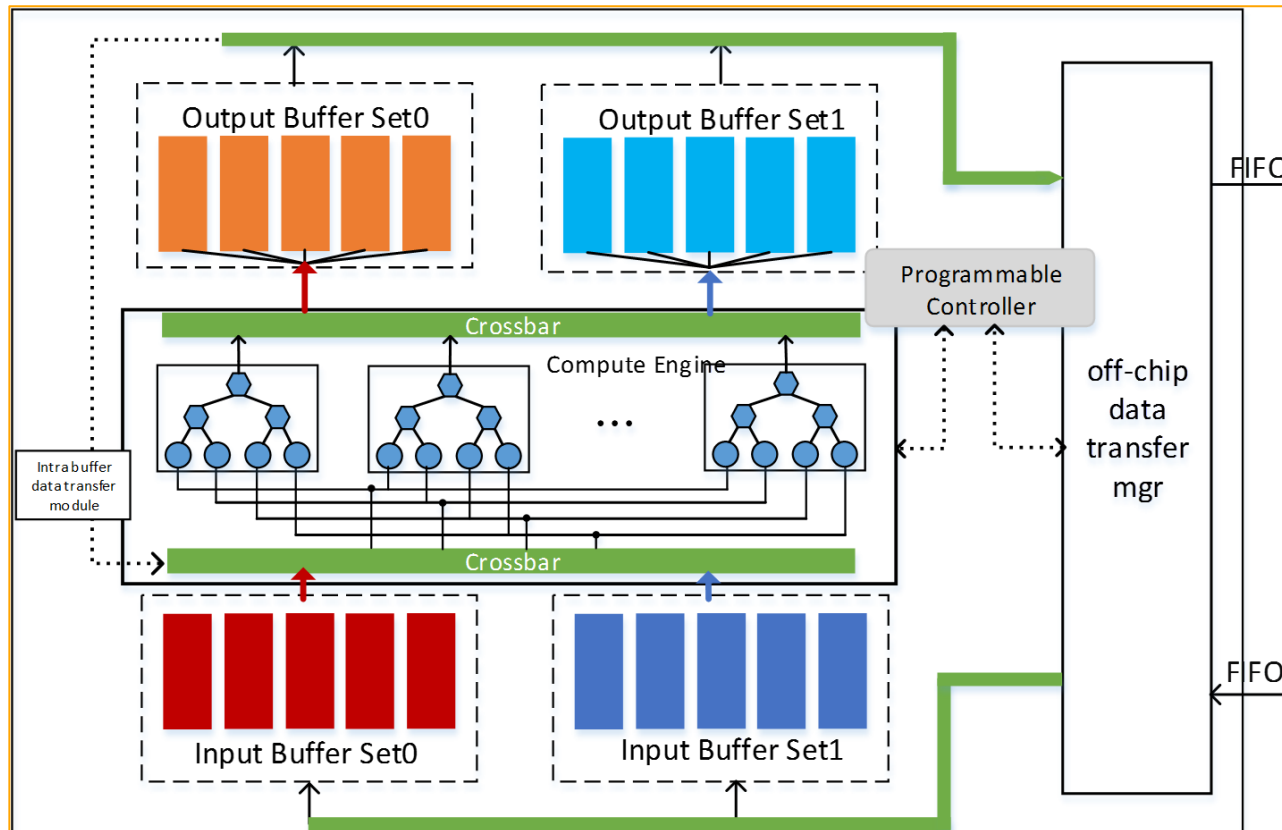 Output Buffer Set0
Output Buffer Set1
FIFO
Programmable
Controller
Crossbar
Compute Engine
...
off-chip
data
transfer
mgr
Intra buffer
data transfer
module
Crossbar
FIFO
Input Buffer Set0
Input Buffer Set1